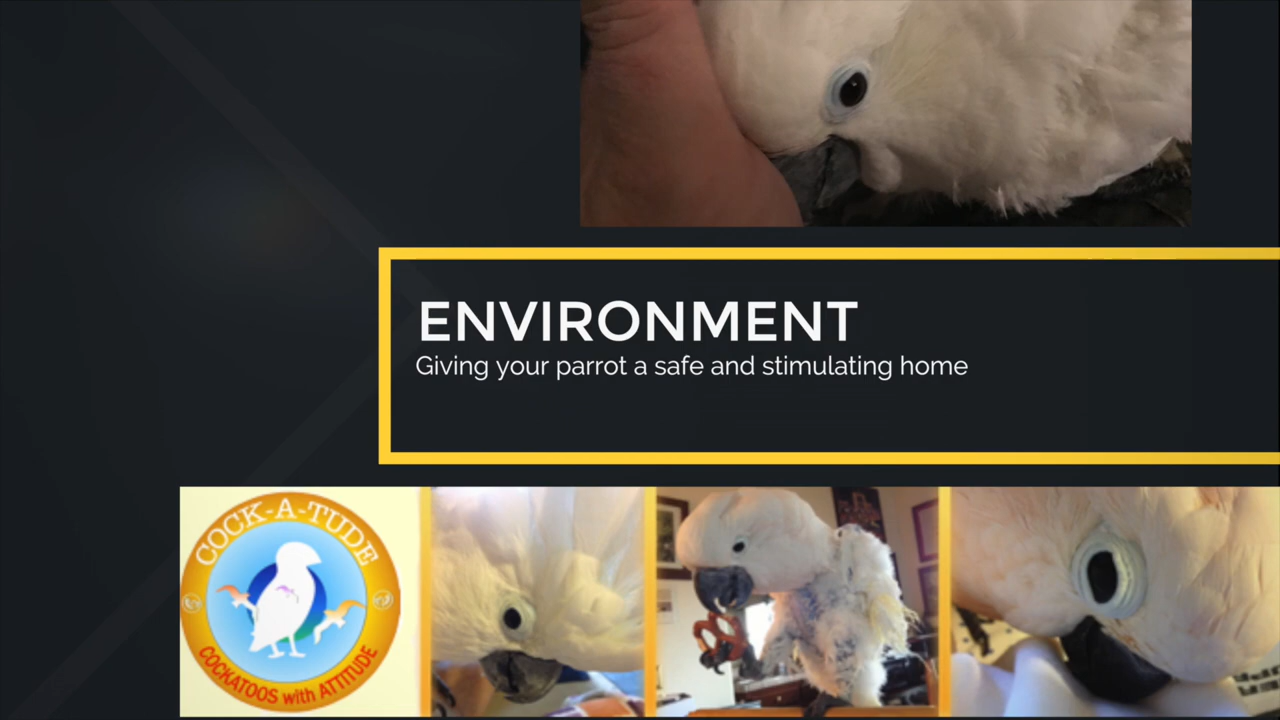 ENVIRONMENT
Giving your parrot a safe and stimulating home
COCK-A-TUDE
COCKATOOS with ATTITUDE